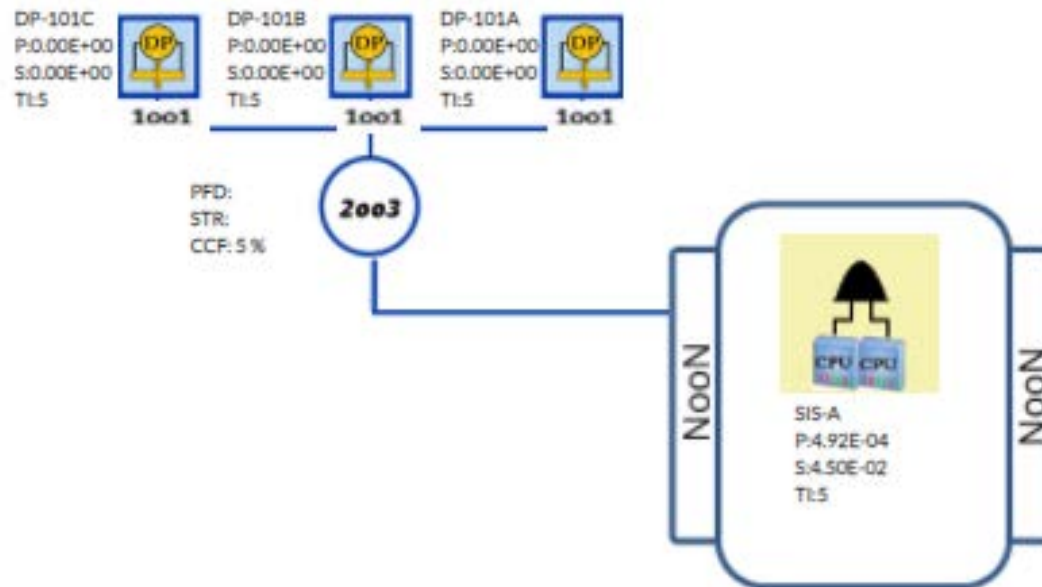 DP-101C
P:0.00E+00
S:0.00E+00
TI:5
DP
1oo1
DP-101B
P:0.00E+00
S:0.00E+00
TI:5
DP
1oo1
DP-101A
P:0.00E+00
S:0.00E+00
TI:5
DP
1oo1
PFD:
STR:
CCF: 5 %
2oo3
NooN
CPU CPU
SIS-A
P:4.92E-04
S:4.50E-02
TI:5
NooN